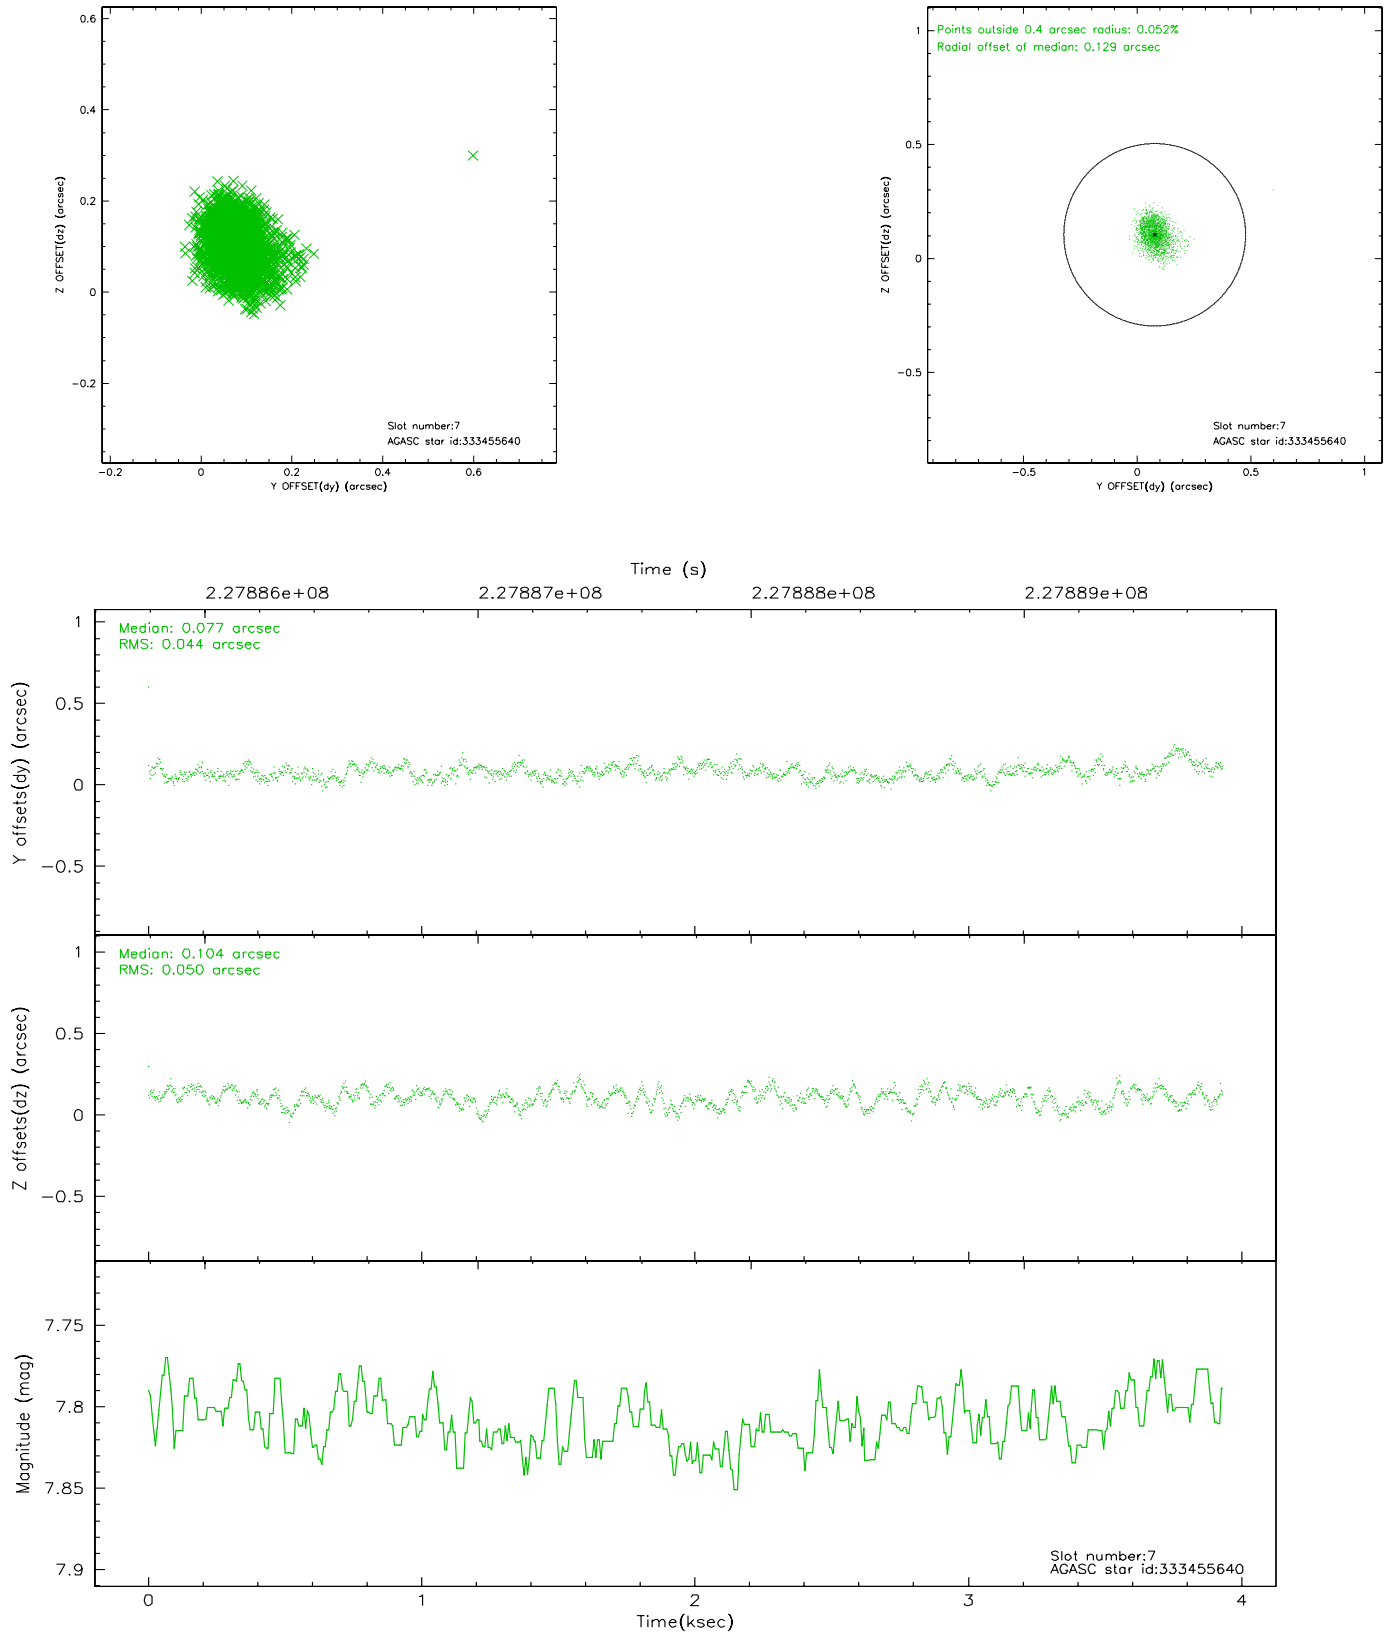 0.6
0.4
0.2
0
−0.2
Z OFFSET(dz) (arcsec)
Slot number:7
AGASC star id:333455640
−0.2 0 0.2 0.4 0.6
Y OFFSET(dy) (arcsec)
Points outside 0.4 arcsec radius: 0.052%
Radial offset of median: 0.129 arcsec
1
0.5
0
−0.5
Z OFFSET(dz) (arcsec)
Slot number:7
AGASC star id:333455640
−0.5 0 0.5 1
Y OFFSET(dy) (arcsec)
Time (s)
2.27886e+08 2.27887e+08 2.27888e+08 2.27889e+08
Median: 0.077 arcsec
RMS: 0.044 arcsec
1
0.5
0
−0.5
Y offsets(dy) (arcsec)
Median: 0.104 arcsec
RMS: 0.050 arcsec
1
0.5
0
−0.5
Z offsets(dz) (arcsec)
7.75
7.8
7.85
7.9
Magnitude (mag)
Slot number:7
AGASC star id:333455640
0 1 2 3 4
Time(ksec)